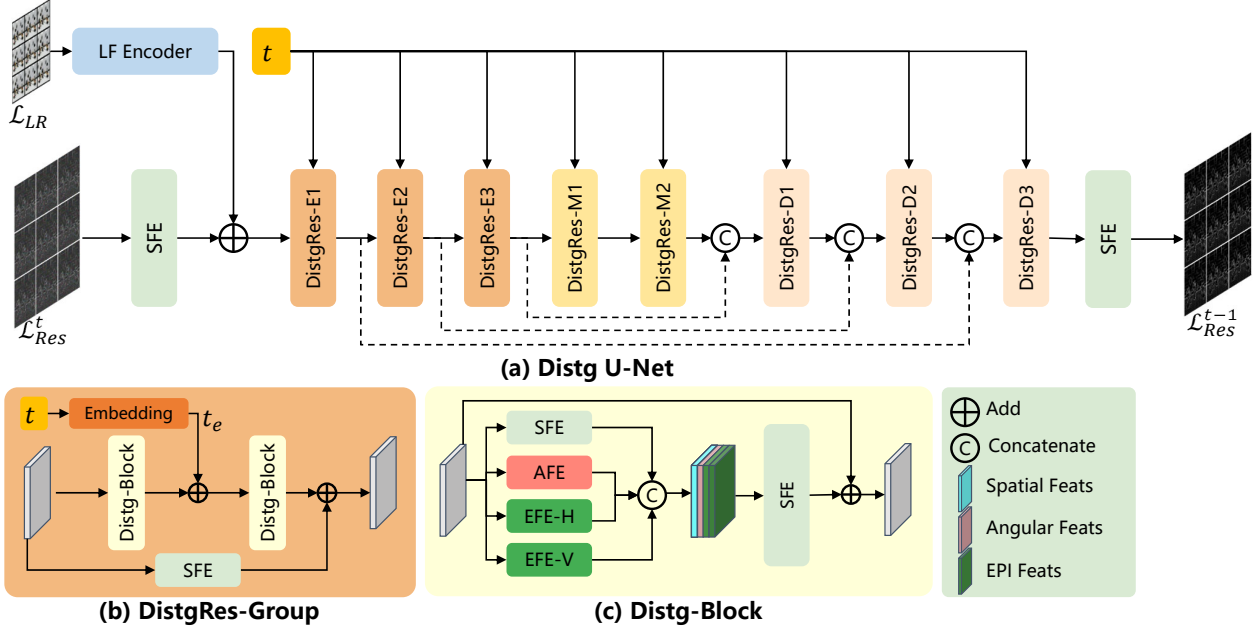 LF Encoder
t
ℒ_LR
SFE
DistgRes-E1
DistgRes-E2
DistgRes-E3
DistgRes-M1
DistgRes-M2
C
DistgRes-D1
C
DistgRes-D2
C
DistgRes-D3
SFE
ℒ^t_Res
ℒ^{t-1}_Res
(a) Distg U-Net
t
Embedding
t_e
Distg-Block
Distg-Block
SFE
(b) DistgRes-Group
SFE
AFE
EFE-H
EFE-V
C
SFE
(c) Distg-Block
Add
C Concatenate
Spatial Feats
Angular Feats
EPI Feats